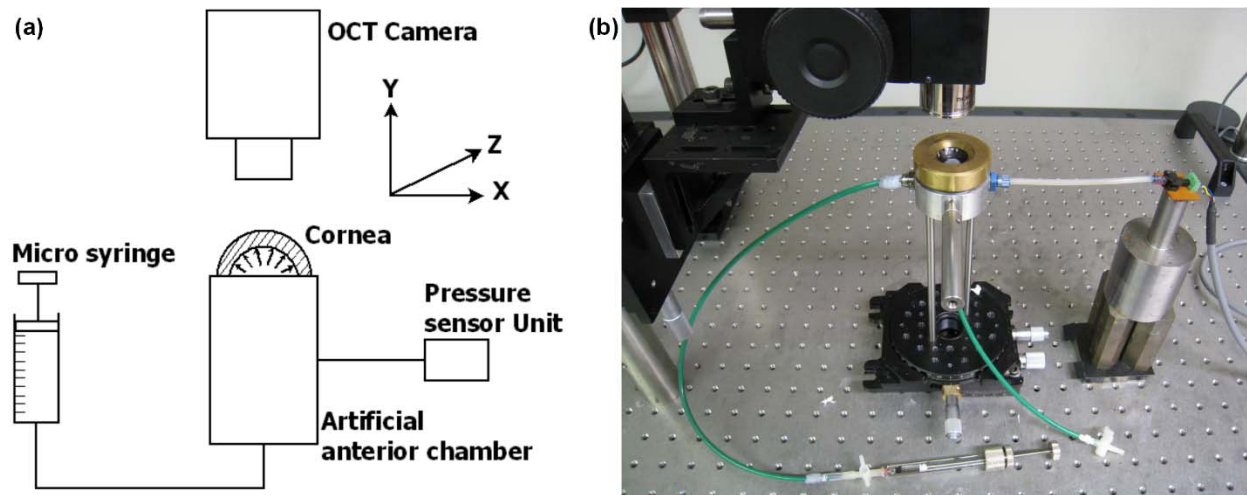 (a)
OCT Camera
Y
Z
X
Micro syringe
Cornea
Pressure
sensor Unit
Artificial
anterior chamber
(b)